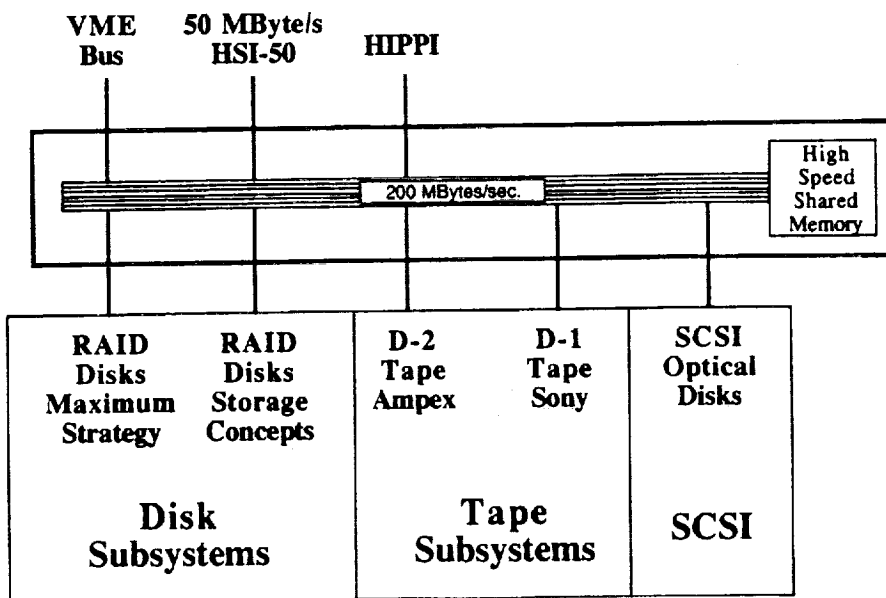 VME
Bus
50 MByte/s
HSI-50
HIPPI
200 MBytes/sec.
High
Speed
Shared
Memory
RAID
Disks
Maximum
Strategy
RAID
Disks
Storage
Concepts
D-2
Tape
Ampex
D-1
Tape
Sony
SCSI
Optical
Disks
Disk
Subsystems
Tape
Subsystems
SCSI